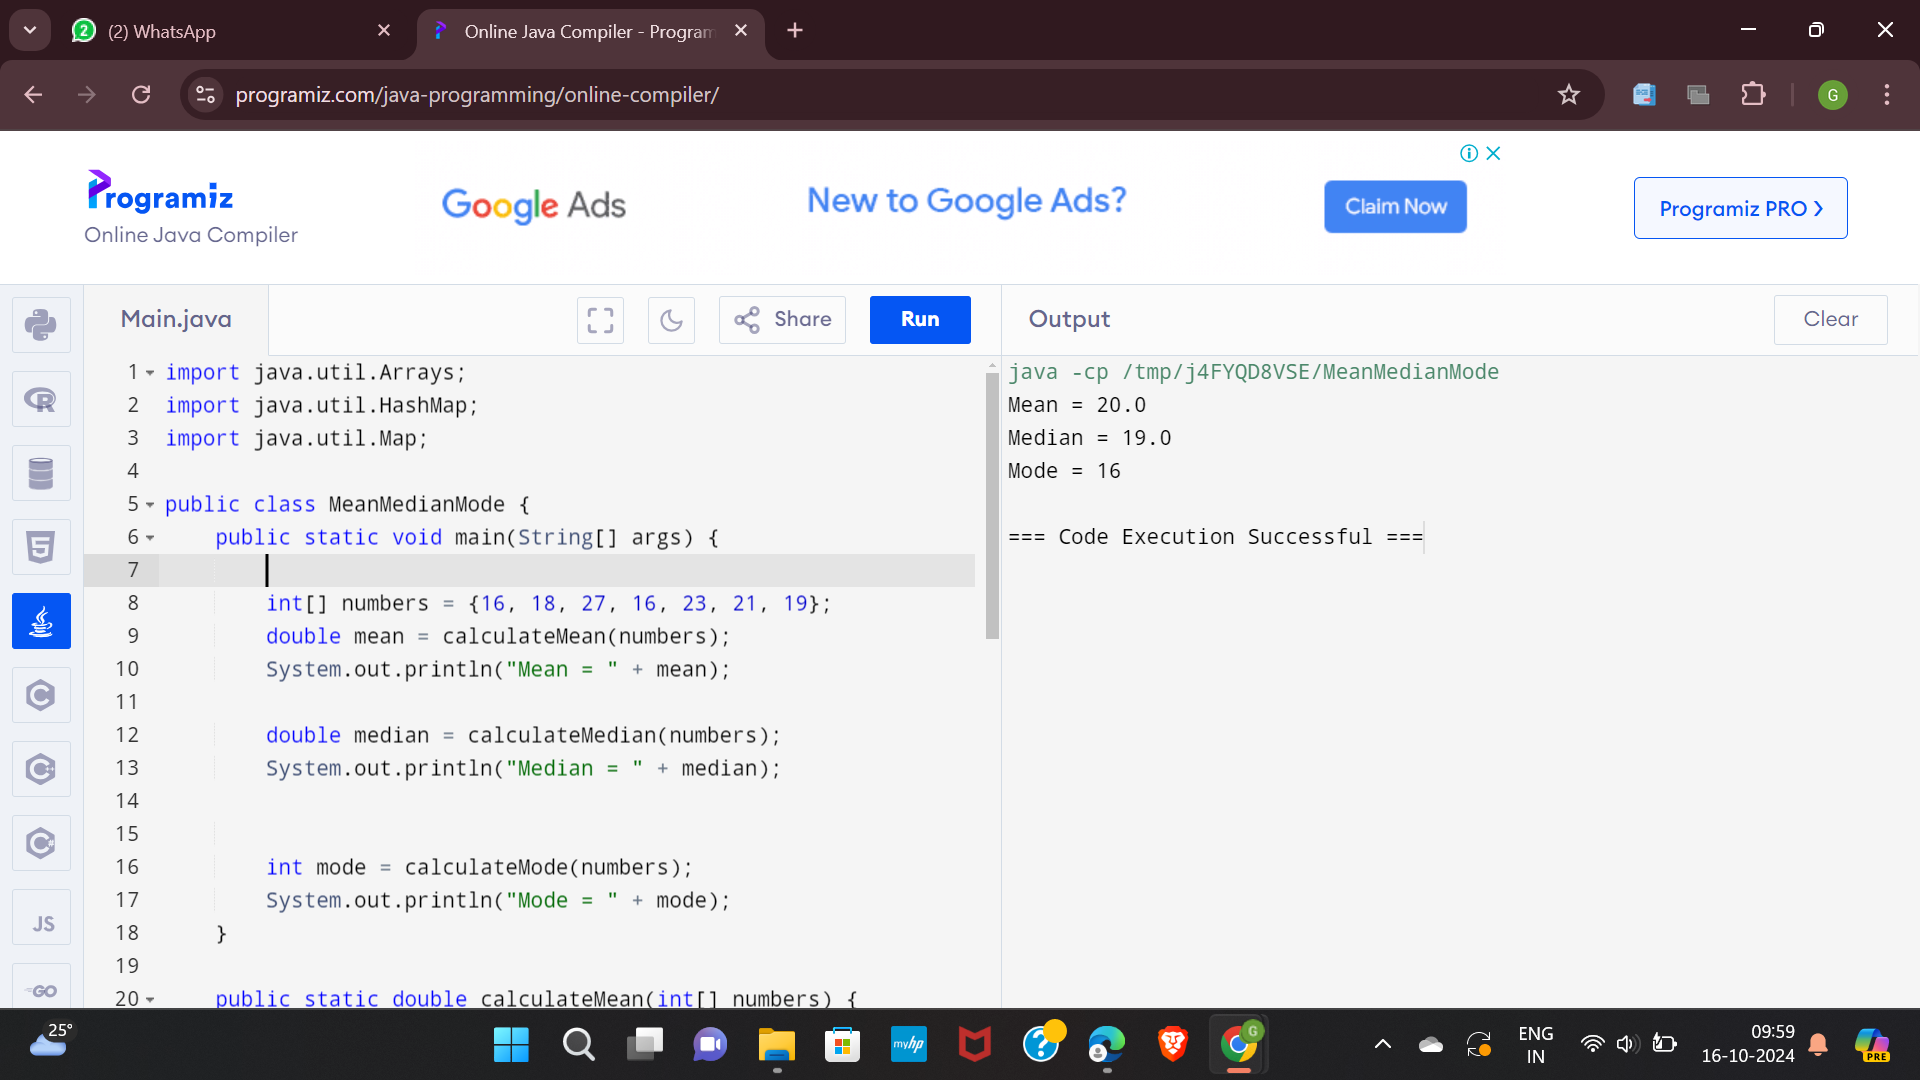 (2) WhatsApp
Online Java Compiler - Program
programiz.com/java-programming/online-compiler/
G
Programiz
Online Java Compiler
Google Ads
New to Google Ads?
Claim Now
Programiz PRO ›
Main.java
Share
Run
Output
Clear
1 import java.util.Arrays;
2 import java.util.HashMap;
3 import java.util.Map;
4
5 public class MeanMedianMode {
6 public static void main(String[] args) {
7
8 int[] numbers = {16, 18, 27, 16, 23, 21, 19};
9 double mean = calculateMean(numbers);
10 System.out.println("Mean = " + mean);
11
12 double median = calculateMedian(numbers);
13 System.out.println("Median = " + median);
14
15
16 int mode = calculateMode(numbers);
17 System.out.println("Mode = " + mode);
18 }
19
20 public static double calculateMean(int[] numbers) {
java -cp /tmp/j4FYQD8VSE/MeanMedianMode
Mean = 20.0
Median = 19.0
Mode = 16
=== Code Execution Successful ===
JS
GO
25°
myhp
G
ENG
IN
09:59
16-10-2024
PRE